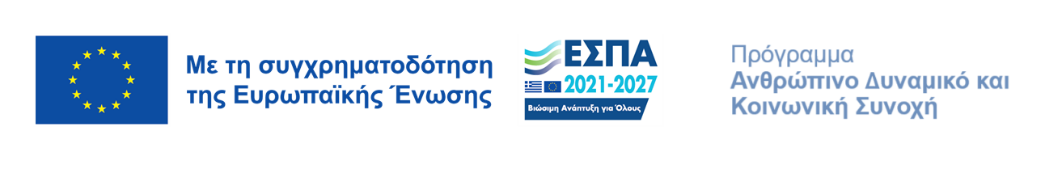 Με τη συγχρηματοδότηση
της Ευρωπαϊκής Ένωσης
ΕΣΠΑ
2021-2027
Βιώσιμη Ανάπτυξη για Όλους
Πρόγραμμα
Ανθρώπινο Δυναμικό και
Κοινωνική Συνοχή